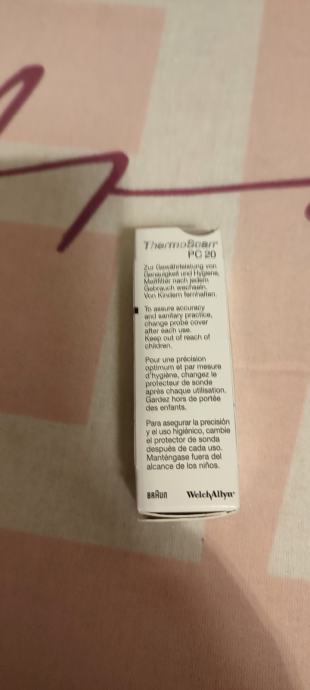 ThermoScan
PC 20
Zur Gewährleistung von
Genauigkeit und Hygiene,
Meßfilter nach jedem
Gebrauch wechseln.
Von Kindern fernhalten.
To assure accuracy
and sanitary practice,
change probe cover
after each use.
Keep out of reach of
children.
Pour une précision
optimum et par mesure
d'hygiène, changez le
protecteur de sonde
après chaque utilisation.
Gardez hors de portée
des enfants.
Para asegurar la precisión
y el uso higiénico, cambie
el protector de sonda
después de cada uso.
Manténgase fuera del
alcance de los niños.
BRAUN WelchAllyn